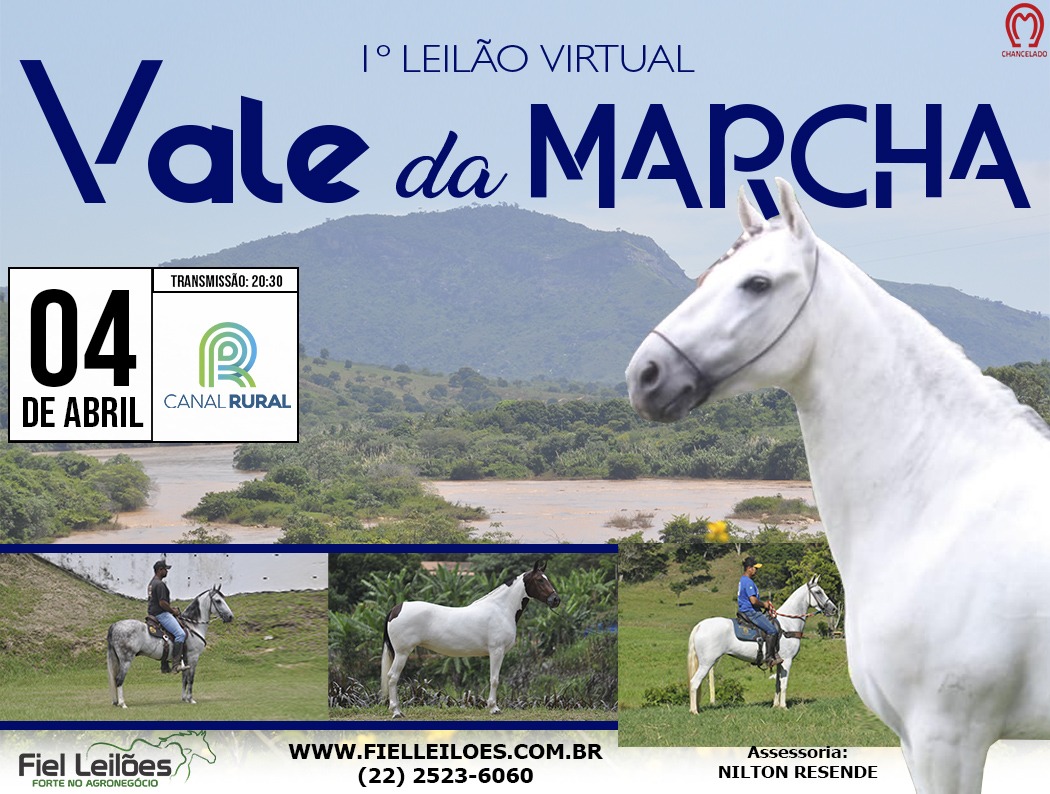 CHANCELADO
1º LEILÃO VIRTUAL
Vale da MARCHA
04
DE ABRIL
TRANSMISSÃO: 20:30
CANAL RURAL
Fiel Leilões
FORTE NO AGRONEGÓCIO
WWW.FIELLEILOES.COM.BR
(22) 2523-6060
Assessoria:
NILTON RESENDE